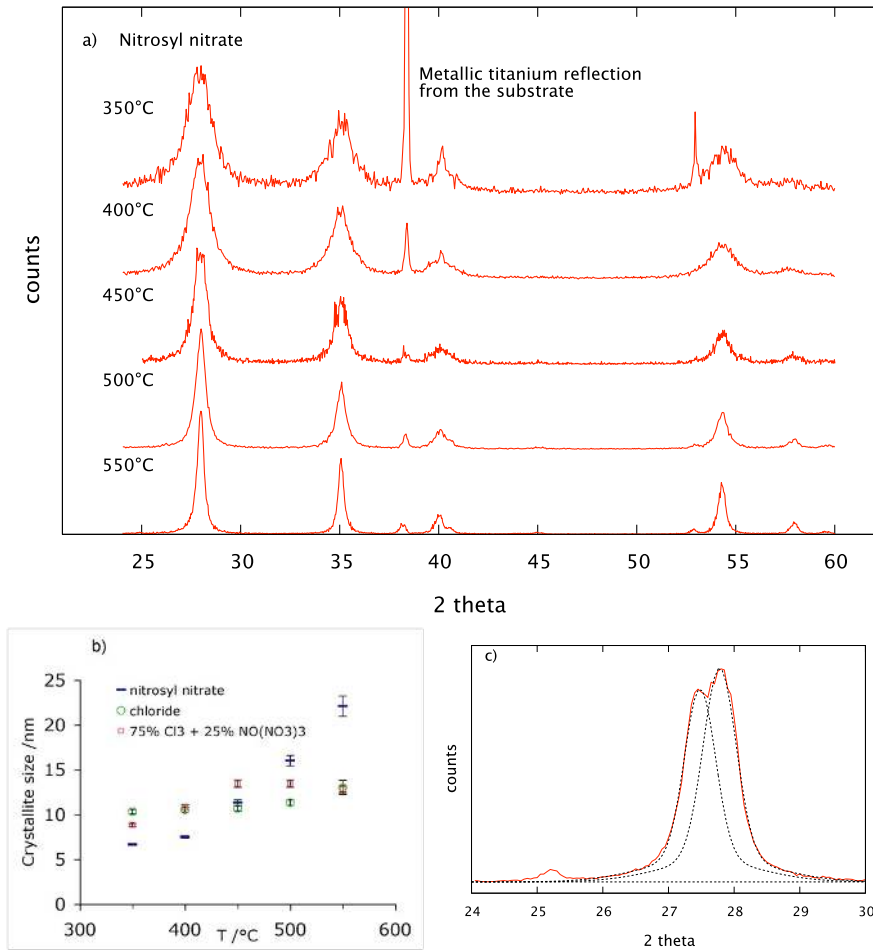 a) Nitrosyl nitrate
Metallic titanium reflection
from the substrate
350°C
400°C
450°C
500°C
550°C
counts
25 30 35 40 45 50 55 60
2 theta
b)
25
20
15
10
5
0
Crystallite size /nm
nitrosyl nitrate
chloride
75% Cl3 + 25% NO(NO3)3
300 400 500 600
T /°C
c)
counts
24 25 26 27 28 29 30
2 theta